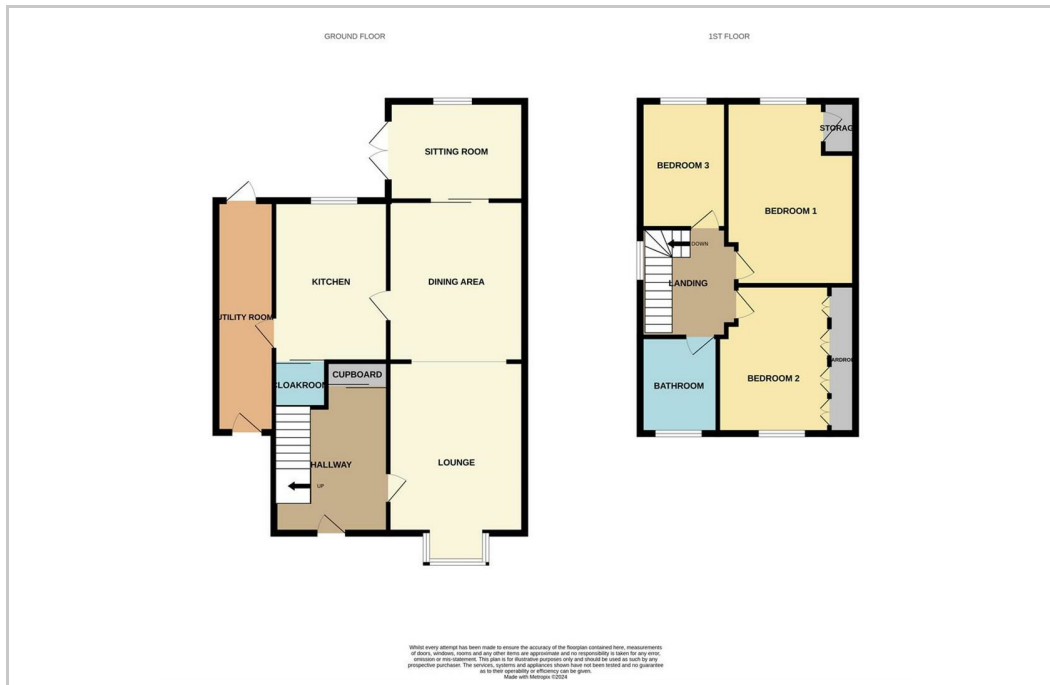 GROUND FLOOR
1ST FLOOR
SITTING ROOM
KITCHEN
DINING AREA
UTILITY ROOM
CLOAKROOM
CUPBOARD
HALLWAY
UP
LOUNGE
STORAGE
BEDROOM 3
BEDROOM 1
DOWN
LANDING
BATHROOM
BEDROOM 2
WARDROBE
Whilst every attempt has been made to ensure the accuracy of the floorplan contained here, measurements
of doors, windows, rooms and any other items are approximate and no responsibility is taken for any error,
omission or mis-statement. This plan is for illustrative purposes only and should be used as such by any
prospective purchaser. The services, systems and appliances shown have not been tested and no guarantee
as to their operability or efficiency can be given.
Made with Metropix ©2024